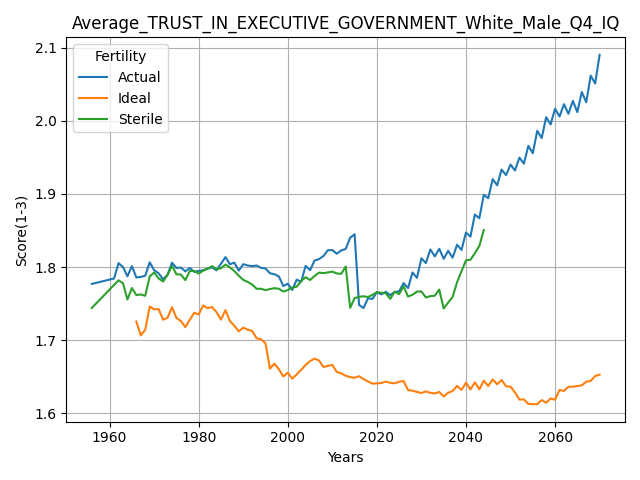 Average_TRUST_IN_EXECUTIVE_GOVERNMENT_White_Male_Q4_IQ
Fertility
Actual
Ideal
Sterile
Score(1-3)
2.1
2.0
1.9
1.8
1.7
1.6
1960 1980 2000 2020 2040 2060
Years